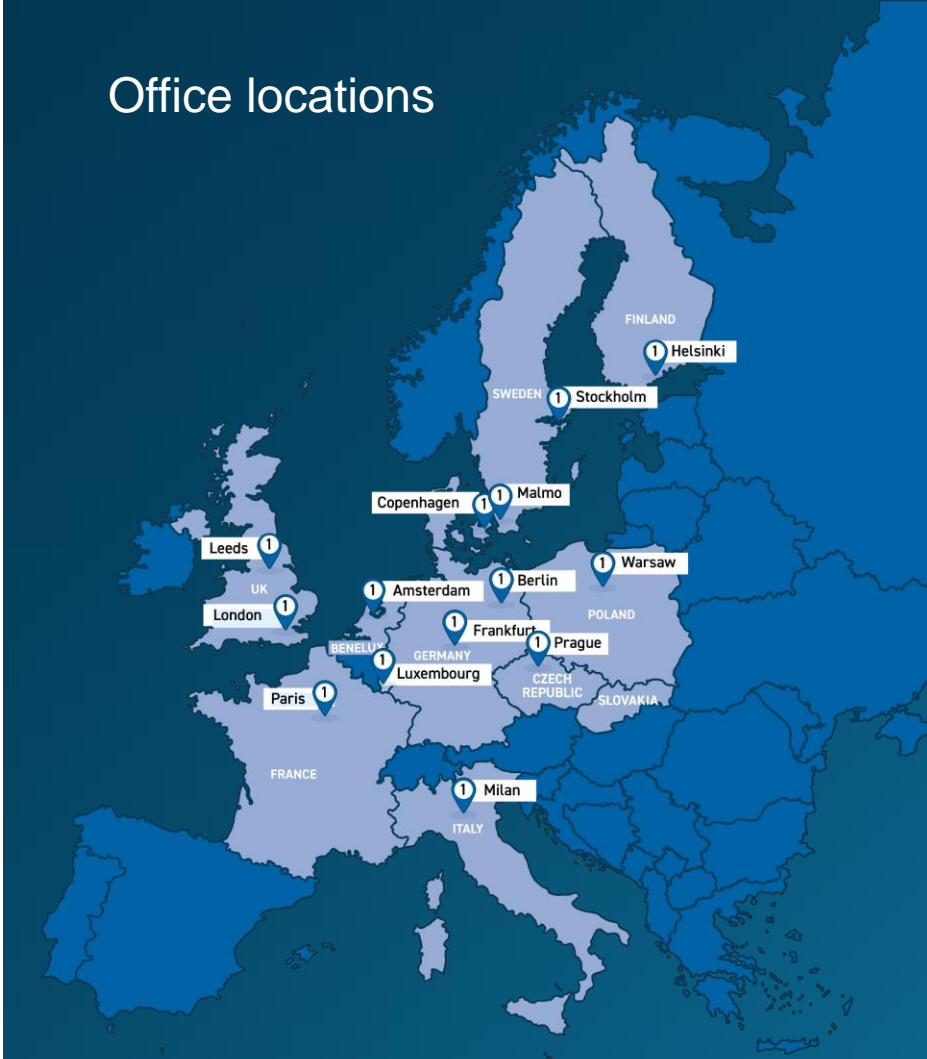 Office locations
FINLAND
1 Helsinki
SWEDEN
1 Stockholm
Copenhagen 1
1 Malmo
Leeds 1
UK
London 1
1 Amsterdam
1 Berlin
1 Warsaw
POLAND
1 Frankfurt
1 Prague
BENELUX
GERMANY
1 Luxembourg
CZECH
REPUBLIC
SLOVAKIA
Paris 1
FRANCE
1 Milan
ITALY